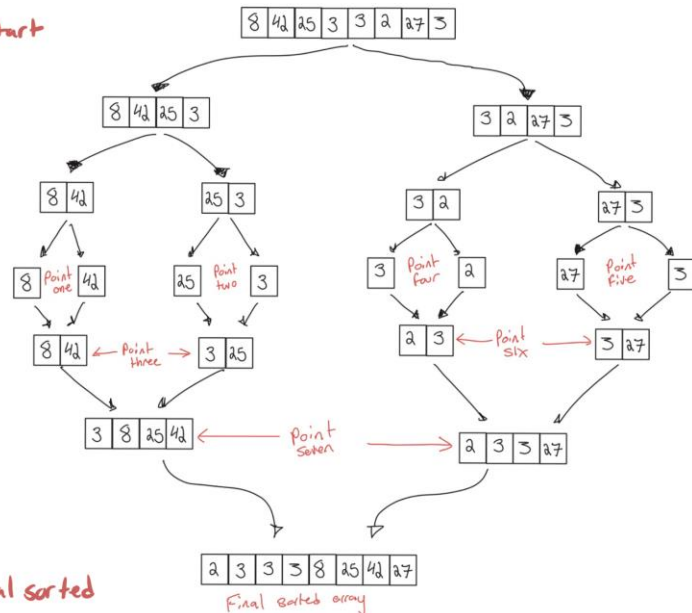 tart
8 42 25 3 3 2 27 3
8 42 25 3
3 2 27 3
8 42
25 3
3 2
27 3
8
Point
one
42
25
Point
two
3
3
Point
four
2
27
Point
Five
3
8 42
Point
three
3 25
2 3
Point
SIX
3 27
3 8 25 42
Point
Seven
2 3 3 27
2 3 3 3 8 25 42 27
al sorted
Final sorted array